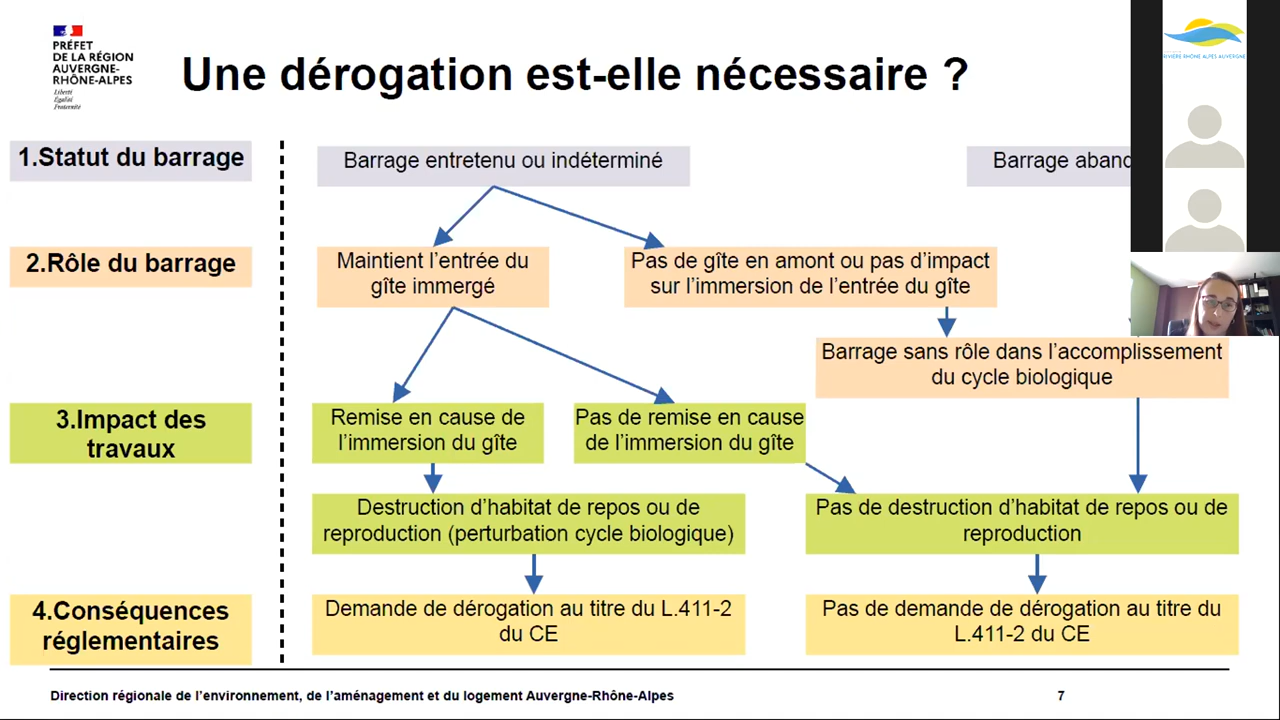 PRÉFET
DE LA RÉGION
AUVERGNE-
RHÔNE-ALPES
Liberté
Égalité
Fraternité
Une dérogation est-elle nécessaire ?
RIVIÈRE RHÔNE ALPES AUVERGNE
1.Statut du barrage
Barrage entretenu ou indéterminé
Barrage aband
2.Rôle du barrage
Maintient l’entrée du
gîte immergé
Pas de gîte en amont ou pas d’impact
sur l’immersion de l’entrée du gîte
Barrage sans rôle dans l’accomplissement
du cycle biologique
3.Impact des
travaux
Remise en cause de
l’immersion du gîte
Pas de remise en cause
de l’immersion du gîte
Destruction d’habitat de repos ou de
reproduction (perturbation cycle biologique)
Pas de destruction d’habitat de repos ou de
reproduction
4.Conséquences
réglementaires
Demande de dérogation au titre du L.411-2
du CE
Pas de demande de dérogation au titre du
L.411-2 du CE
Direction régionale de l’environnement, de l’aménagement et du logement Auvergne-Rhône-Alpes
7